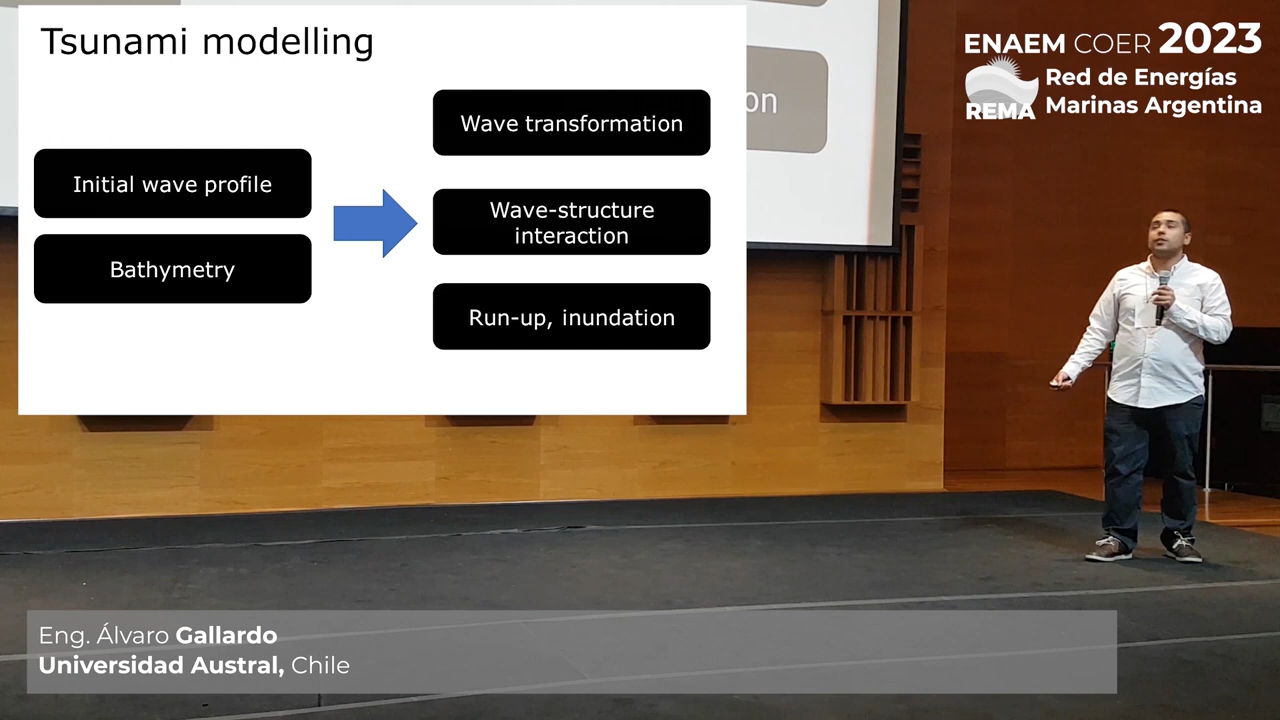 Tsunami modelling
Initial wave profile
Bathymetry
Wave transformation
Wave-structure
interaction
Run-up, inundation
on
ENAEM COER 2023
REMA
Red de Energías
Marinas Argentina
Eng. Álvaro Gallardo
Universidad Austral, Chile